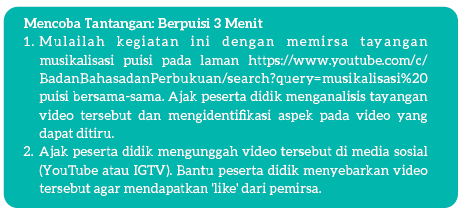 Mencoba Tantangan: Berpuisi 3 Menit
1. Mulailah kegiatan ini dengan memirsa tayangan
musikalisasi puisi pada laman https://www.youtube.com/c/
BadanBahasadanPerbukuan/search?query=musikalisasi%20
puisi bersama-sama. Ajak peserta didik menganalisis tayangan
video tersebut dan mengidentifikasi aspek pada video yang
dapat ditiru.
2. Ajak peserta didik mengunggah video tersebut di media sosial
(YouTube atau IGTV). Bantu peserta didik menyebarkan video
tersebut agar mendapatkan 'like' dari pemirsa.